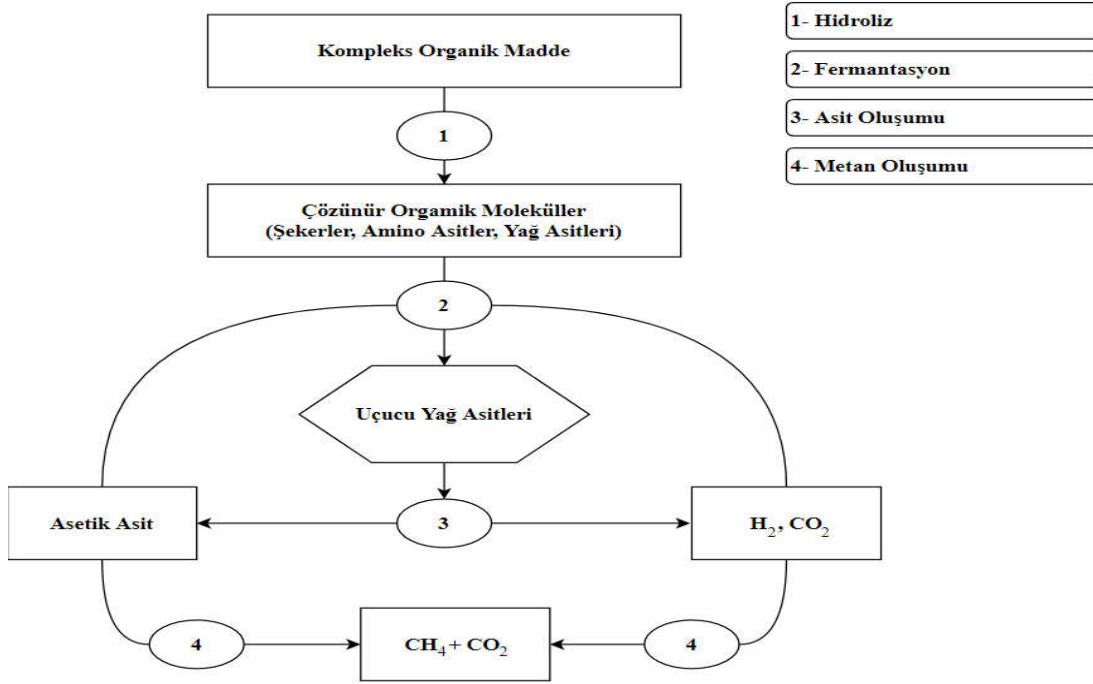 Kompleks Organik Madde
1- Hidroliz
2- Fermantasyon
3- Asit Oluşumu
4- Metan Oluşumu
1
Çözünür Orgamik Moleküller
(Şekerler, Amino Asitler, Yağ Asitleri)
2
Uçucu Yağ Asitleri
Asetik Asit
3
H₂, CO₂
4
CH₄ + CO₂
4